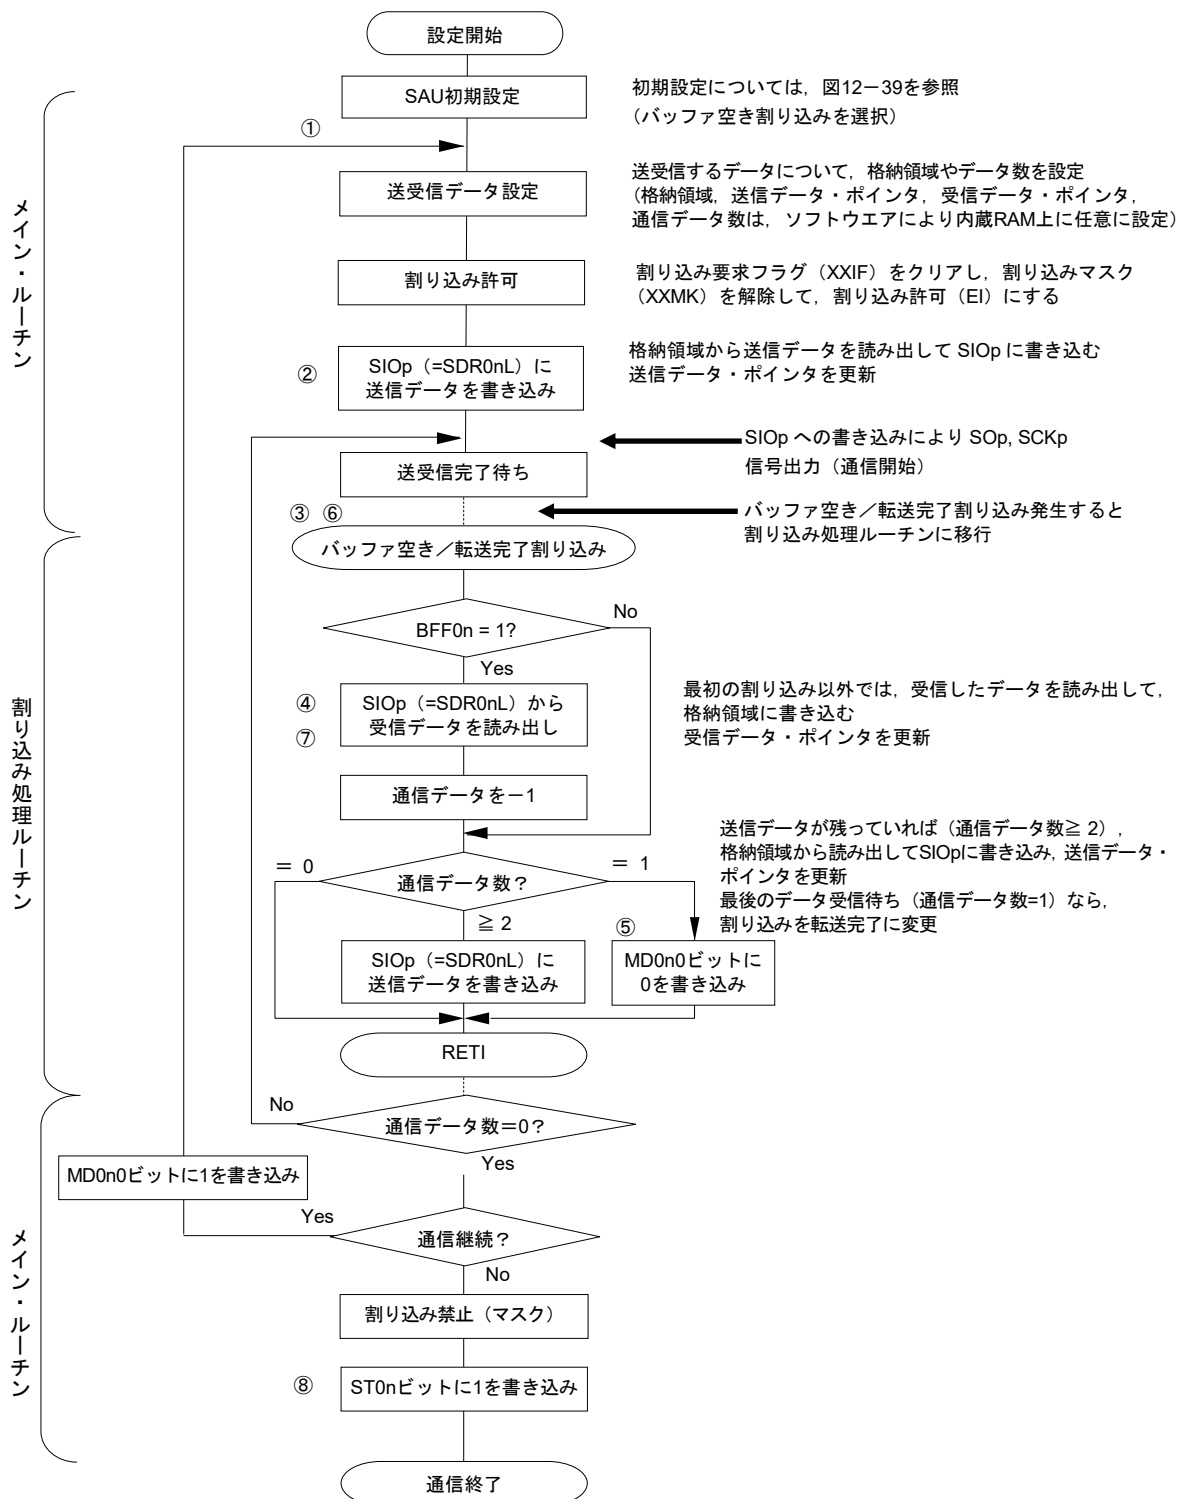 設定開始
SAU初期設定
初期設定については，図12－39を参照
（バッファ空き割り込みを選択）
①
送受信データ設定
送受信するデータについて，格納領域やデータ数を設定
（格納領域，送信データ・ポインタ，受信データ・ポインタ，
通信データ数は，ソフトウエアにより内蔵RAM上に任意に設定）
メイン・ルーチン
割り込み許可
割り込み要求フラグ（XXIF）をクリアし，割り込みマスク
（XXMK）を解除して，割り込み許可（EI）にする
②
SIOp（=SDR0nL）に
送信データを書き込み
格納領域から送信データを読み出して SIOp に書き込む
送信データ・ポインタを更新
SIOp への書き込みにより SOp, SCKp
信号出力（通信開始）
送受信完了待ち
③ ⑥
バッファ空き／転送完了割り込み発生すると
割り込み処理ルーチンに移行
バッファ空き／転送完了割り込み
BFF0n = 1?
No
Yes
割り込み処理ルーチン
④
⑦
SIOp（=SDR0nL）から
受信データを読み出し
最初の割り込み以外では，受信したデータを読み出して，
格納領域に書き込む
受信データ・ポインタを更新
通信データを－1
送信データが残っていれば（通信データ数≧ 2），
格納領域から読み出してSIOpに書き込み, 送信データ・
ポインタを更新
最後のデータ受信待ち（通信データ数=1）なら，
割り込みを転送完了に変更
＝ 0
通信データ数？
＝ 1
≧ 2
⑤
SIOp（=SDR0nL）に
送信データを書き込み
MD0n0ビットに
0を書き込み
RETI
No
通信データ数＝0？
Yes
MD0n0ビットに1を書き込み
Yes
通信継続？
No
メイン・ルーチン
割り込み禁止（マスク）
⑧
ST0nビットに1を書き込み
通信終了